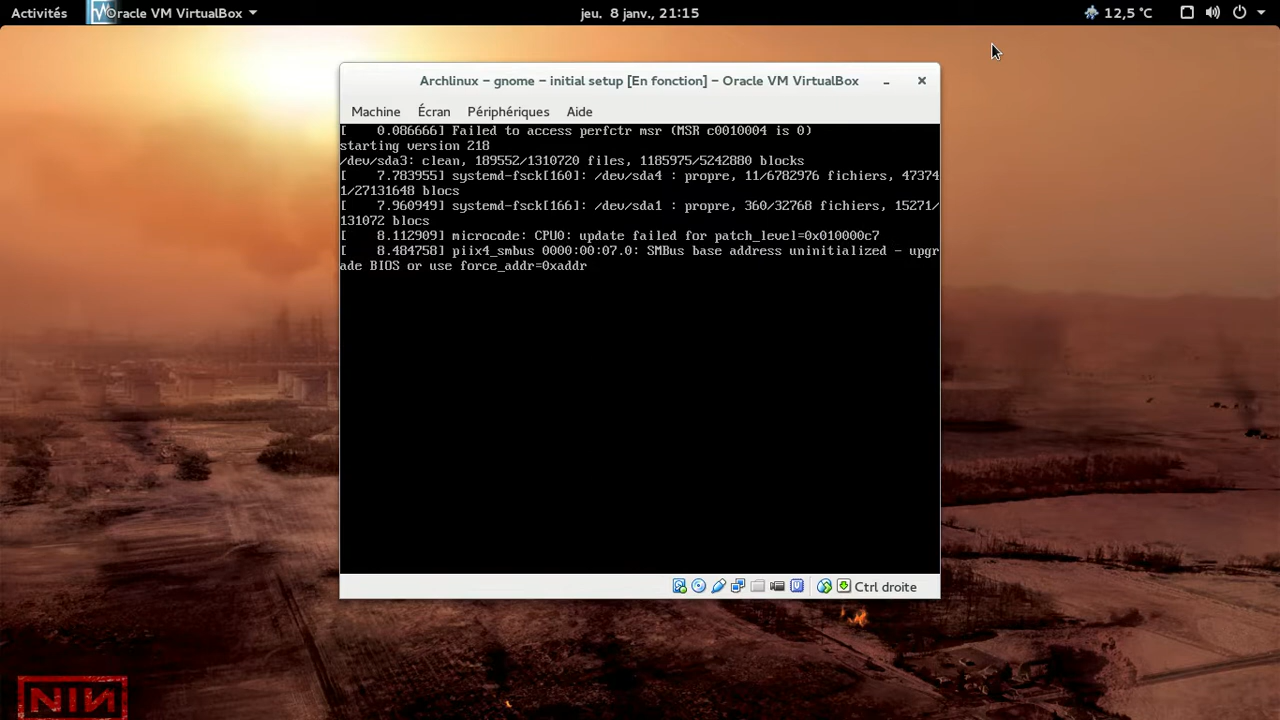 Activités Oracle VM VirtualBox jeu. 8 janv., 21:15 12,5 °C
Archlinux – gnome – initial setup [En fonction] – Oracle VM VirtualBox
Machine Écran Périphériques Aide
[    0.086666] Failed to access perfctr msr (MSR c0010004 is 0)
starting version 218
/dev/sda3: clean, 189552/1310720 files, 1185975/5242880 blocks
[    7.783955] systemd-fsck[160]: /dev/sda4 : propre, 11/6782976 fichiers, 47374
1/27131648 blocs
[    7.960949] systemd-fsck[166]: /dev/sda1 : propre, 360/32768 fichiers, 15271/
131072 blocs
[    8.112909] microcode: CPU0: update failed for patch_level=0x010000c7
[    8.484758] piix4_smbus 0000:00:07.0: SMBus base address uninitialized – upgr
ade BIOS or use force_addr=0xaddr
Ctrl droite
NIИ